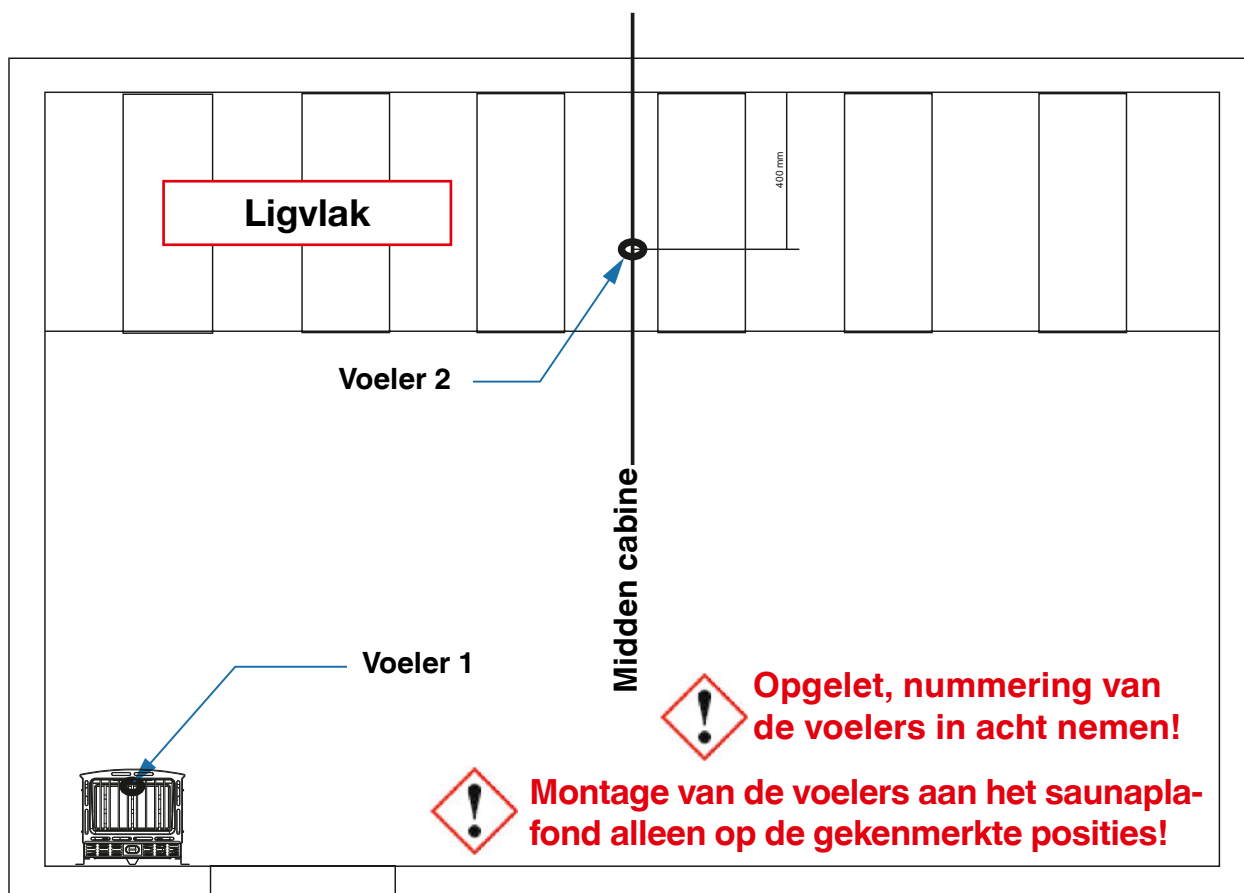 400 mm
Ligvlak
Voeler 2
Midden cabine
Voeler 1
Opgelet, nummering van
de voelers in acht nemen!
Montage van de voelers aan het saunapla-
fond alleen op de gekenmerkte posities!